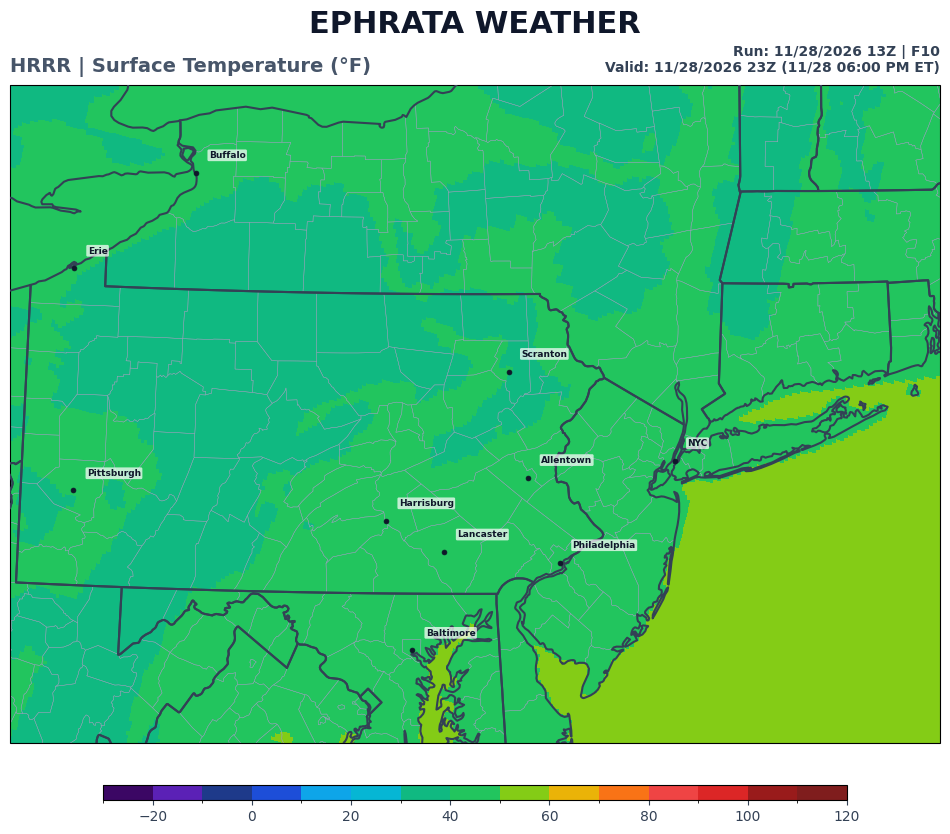 EPHRATA WEATHER
HRRR | Surface Temperature (°F)
Run: 11/28/2026 13Z | F10
Valid: 11/28/2026 23Z (11/28 06:00 PM ET)
Buffalo
Erie
Scranton
NYC
Allentown
Pittsburgh
Harrisburg
Lancaster
Philadelphia
Baltimore
−20 0 20 40 60 80 100 120